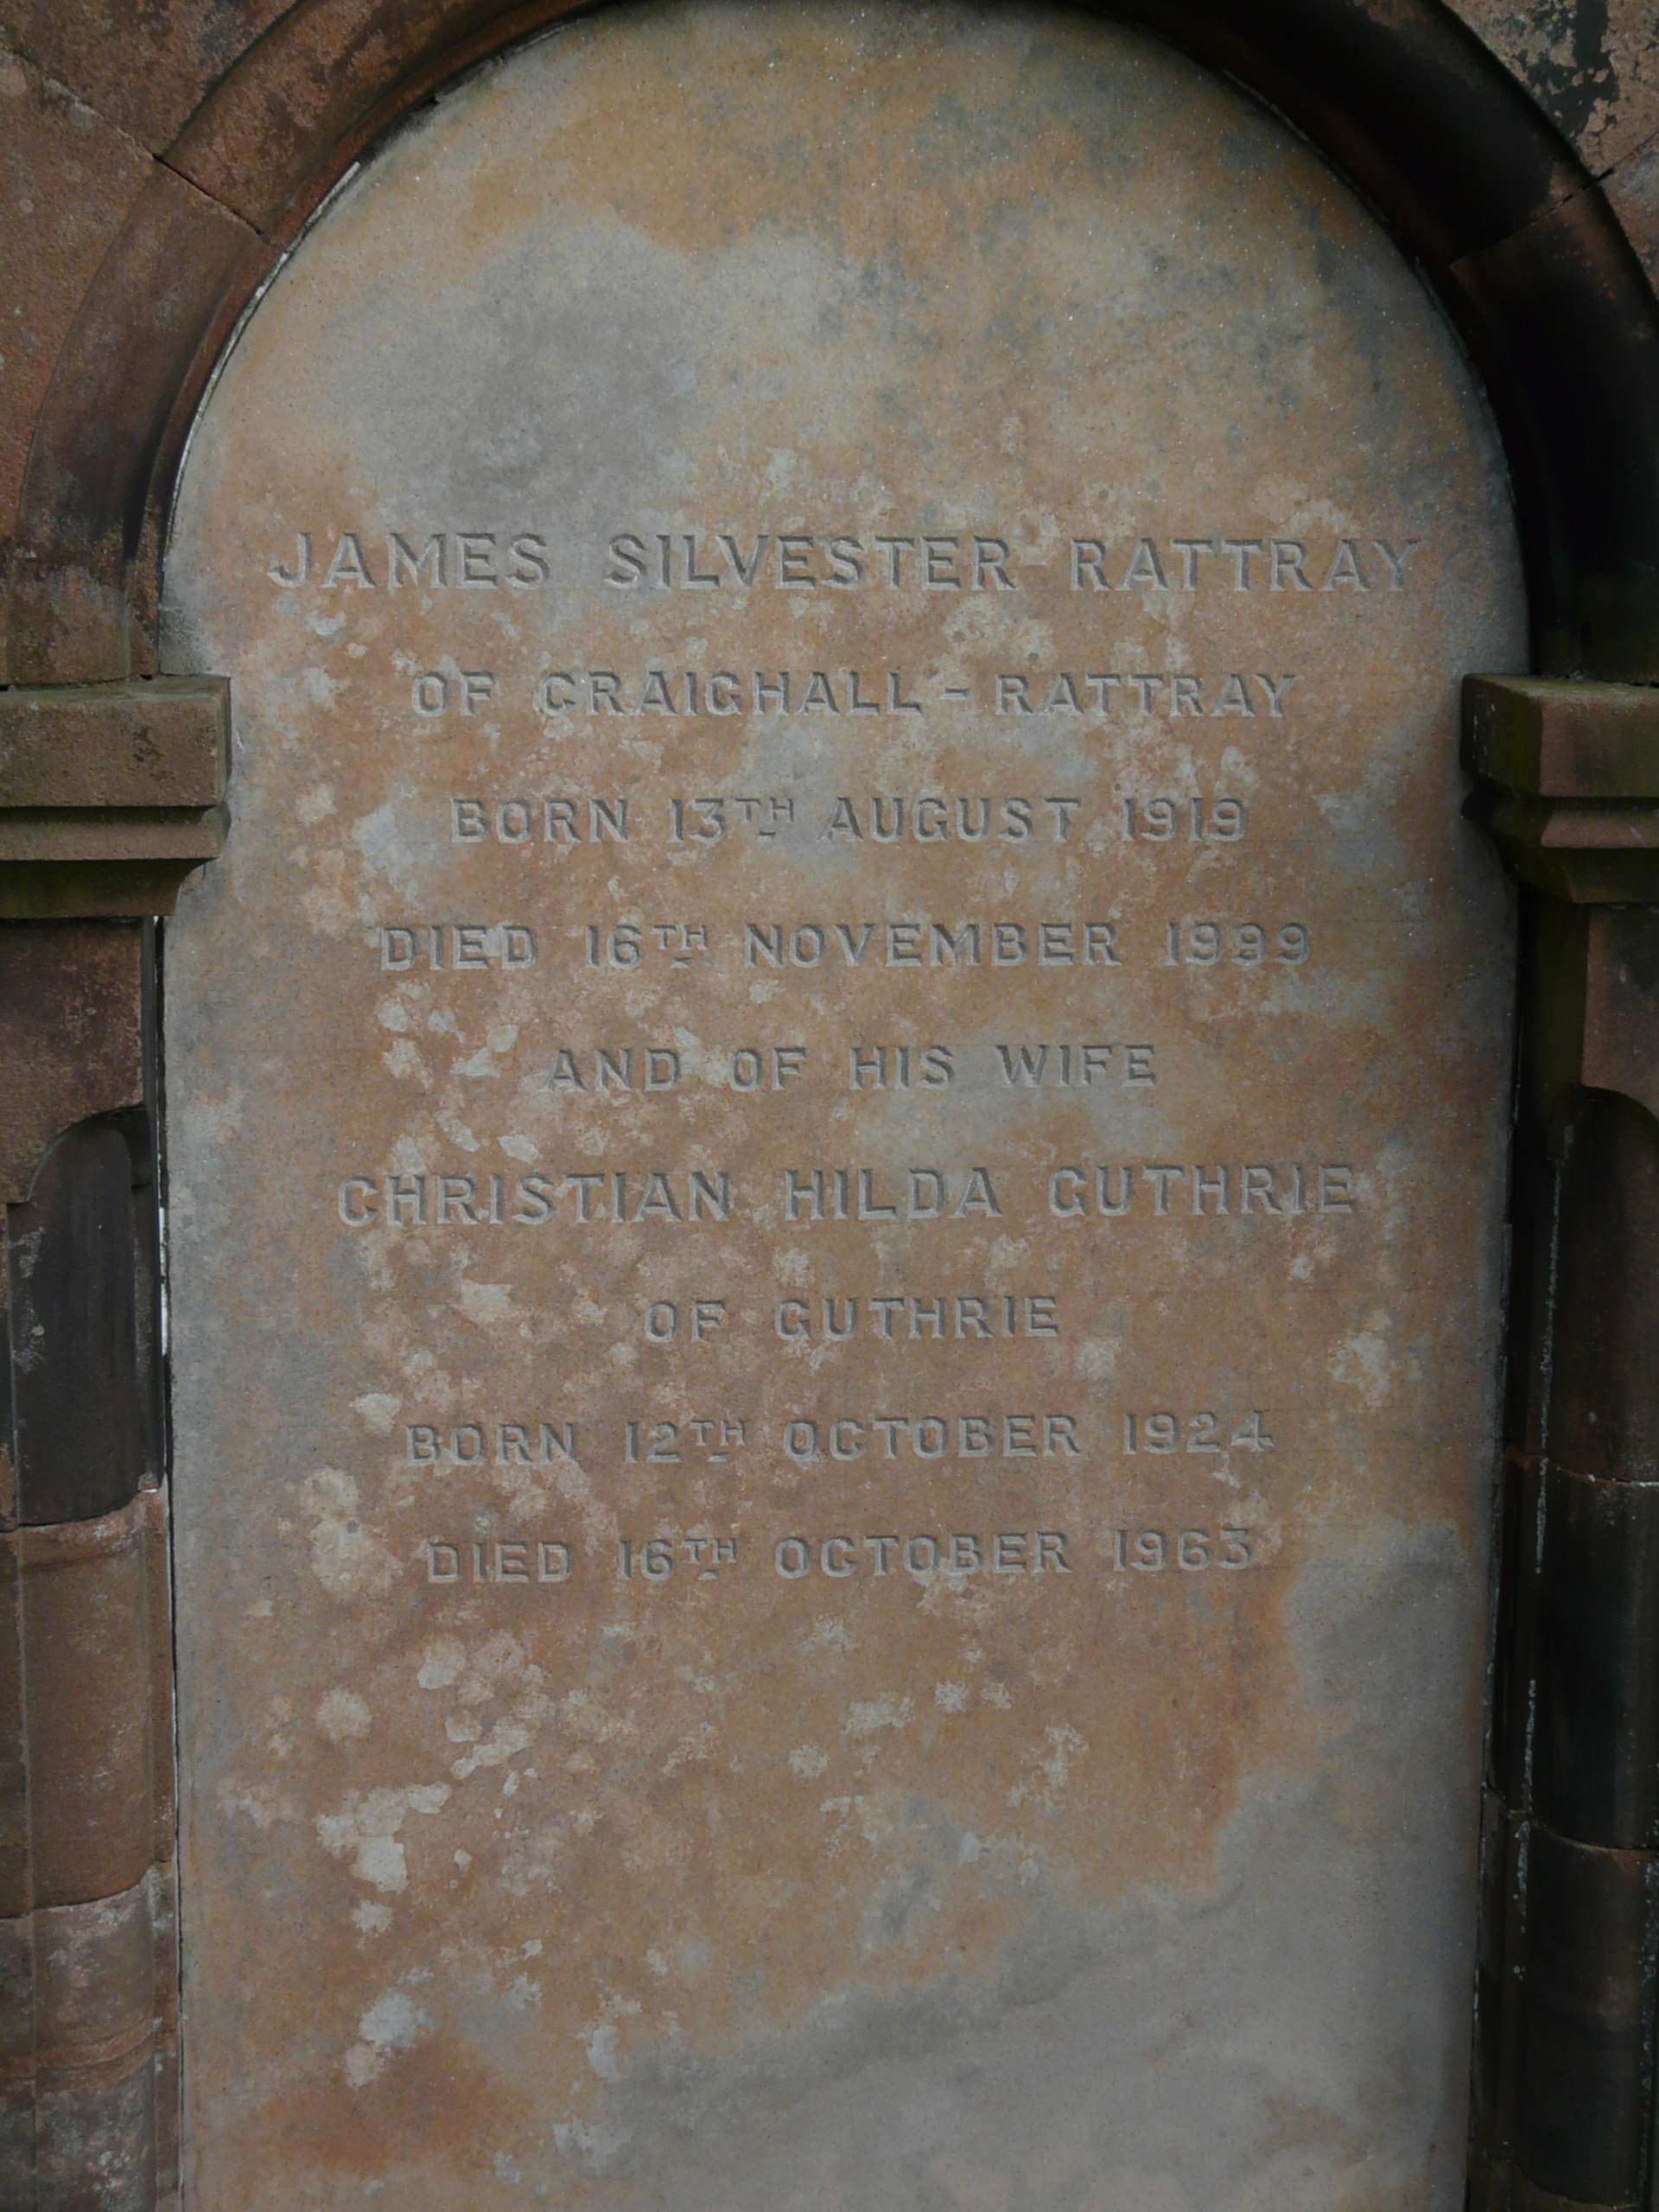 JAMES SILVESTER RATTRAY
OF CRAIGHALL-RATTRAY
BORN 13TH AUGUST 1919
DIED 16TH NOVEMBER 1999
AND OF HIS WIFE
CHRISTIAN HILDA GUTHRIE
OF GUTHRIE
BORN 12TH OCTOBER 1924
DIED 16TH OCTOBER 1963